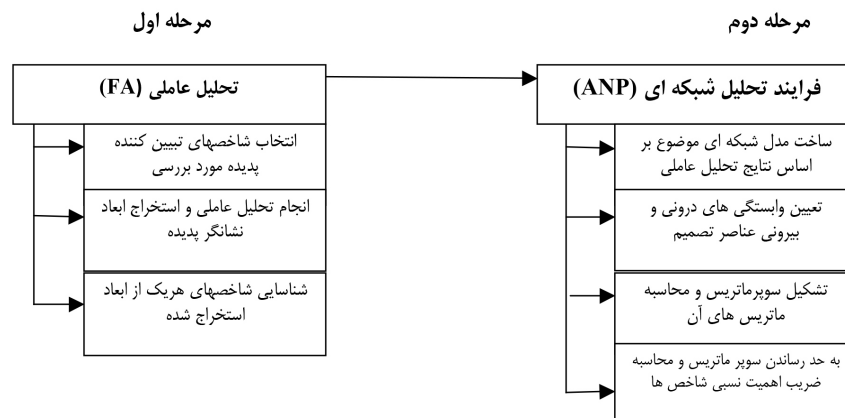 مرحله اول
مرحله دوم
تحلیل عاملی (FA)
انتخاب شاخصهای تبیین کننده
پدیده مورد بررسی
انجام تحلیل عاملی و استخراج ابعاد
نشانگر پدیده
شناسایی شاخصهای هریک از ابعاد
استخراج شده
فرایند تحلیل شبکه ای (ANP)
ساخت مدل شبکه ای موضوع بر
اساس نتایج تحلیل عاملی
تعیین وابستگی های درونی و
بیرونی عناصر تصمیم
تشکیل سوپرماتریس و محاسبه
ماتریس های آن
به حد رساندن سوپر ماتریس و محاسبه
ضریب اهمیت نسبی شاخص ها